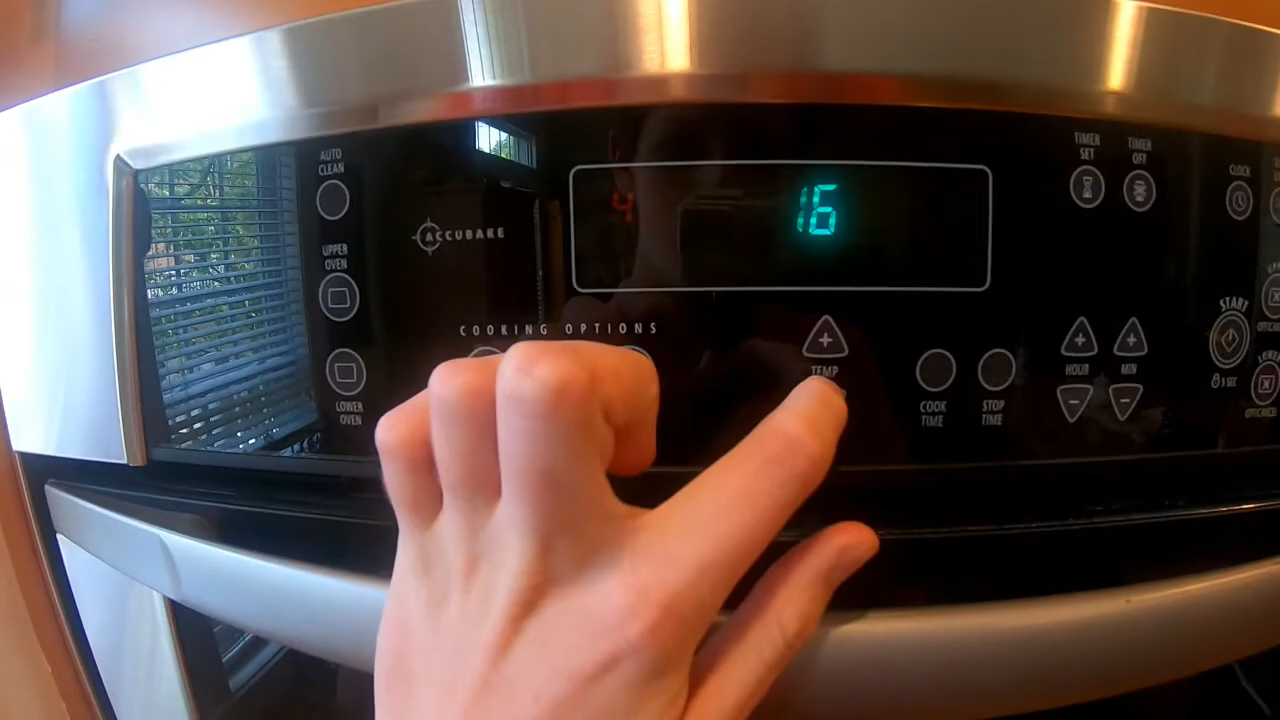 AUTO
CLEAN
UPPER
OVEN
LOWER
OVEN
ACCUBAKE
COOKING OPTIONS
4
16
TEMP
COOK
TIME
STOP
TIME
TIMER
SET
TIMER
OFF
HOUR
MIN
CLOCK
START